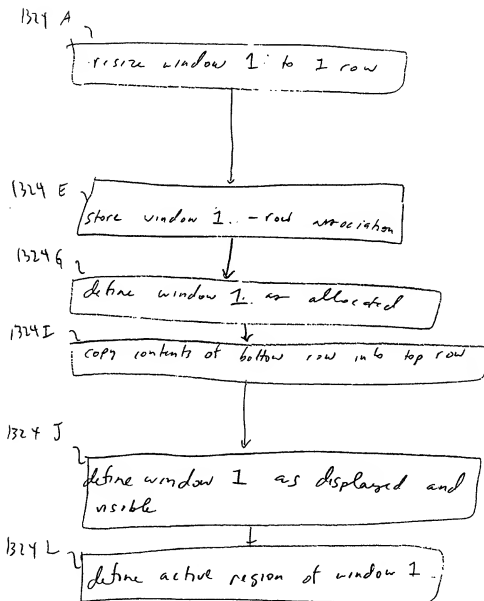 1324 A
resize window 1 to 1 row
1324 E
store window 1 - row association
1324 G
define window 1 as allocated
1324 I
copy contents of bottom row into top row
1324 J
define window 1 as displayed and
visible
1324 L
define active region of window 1